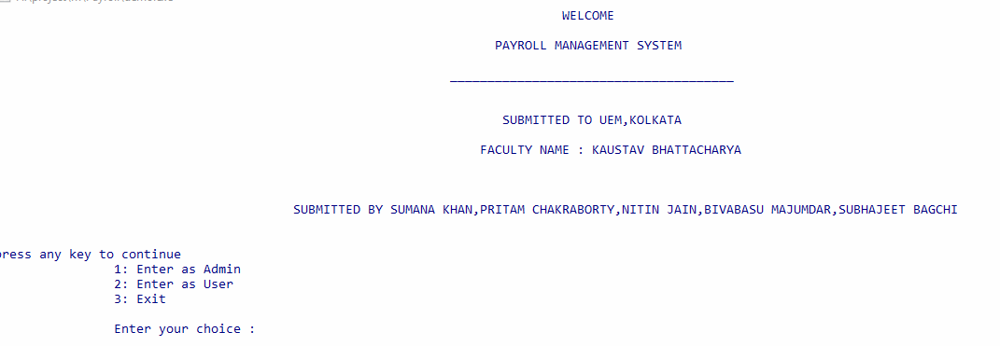 WELCOME
PAYROLL MANAGEMENT SYSTEM
______________________________________
SUBMITTED TO UEM,KOLKATA
FACULTY NAME : KAUSTAV BHATTACHARYA
SUBMITTED BY SUMANA KHAN,PRITAM CHAKRABORTY,NITIN JAIN,BIVABASU MAJUMDAR,SUBHAJEET BAGCHI
press any key to continue
1: Enter as Admin
2: Enter as User
3: Exit
Enter your choice :